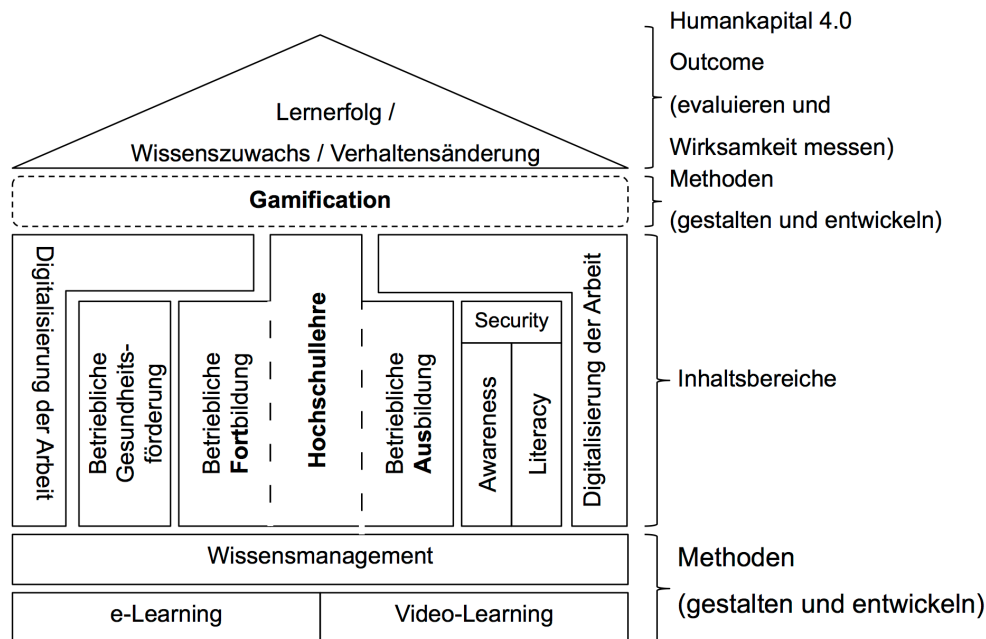 Humankapital 4.0
Outcome
(evaluieren und
Wirksamkeit messen)
Lernerfolg /
Wissenszuwachs / Verhaltensänderung
Gamification
Methoden
(gestalten und entwickeln)
Digitalisierung der Arbeit
Betriebliche
Gesundheits-
förderung
Betriebliche
Fortbildung
Hochschullehre
Betriebliche
Ausbildung
Security
Awareness
Literacy
Digitalisierung der Arbeit
Inhaltsbereiche
Wissensmanagement
e-Learning
Video-Learning
Methoden
(gestalten und entwickeln)